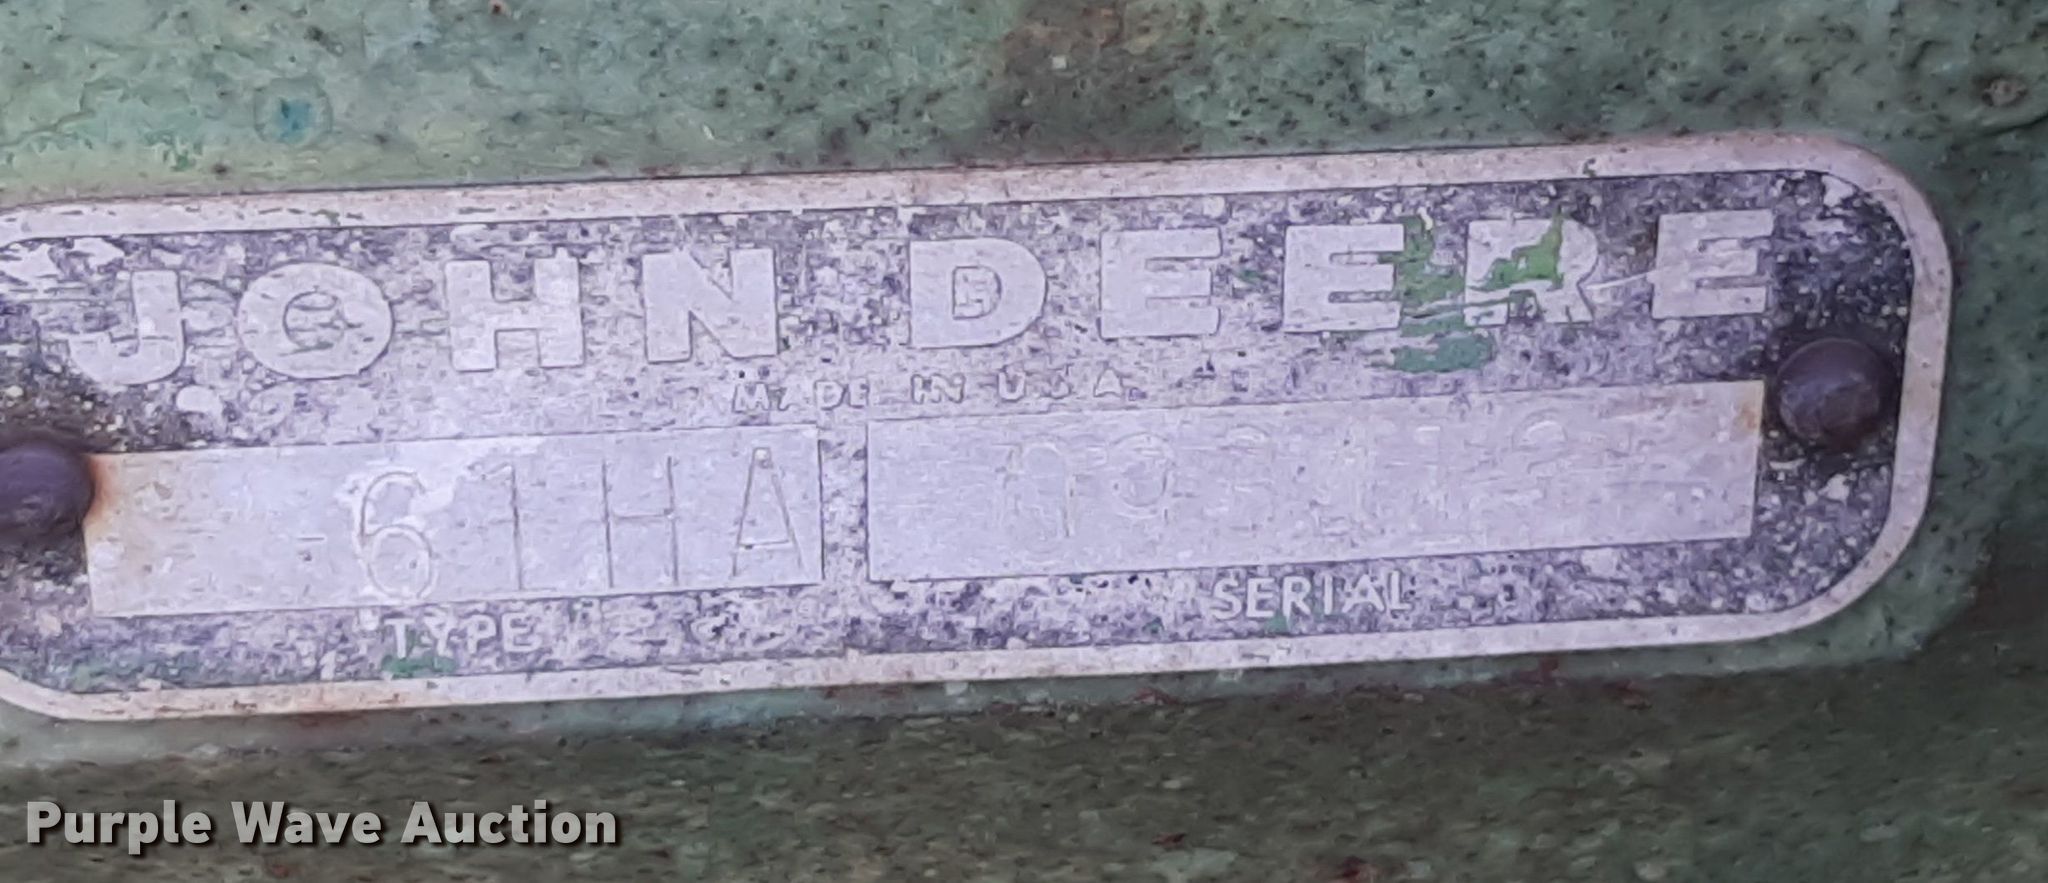 JOHN DEERE
MADE IN U.S.A.
61HA
TYPE SERIAL
Purple Wave Auction